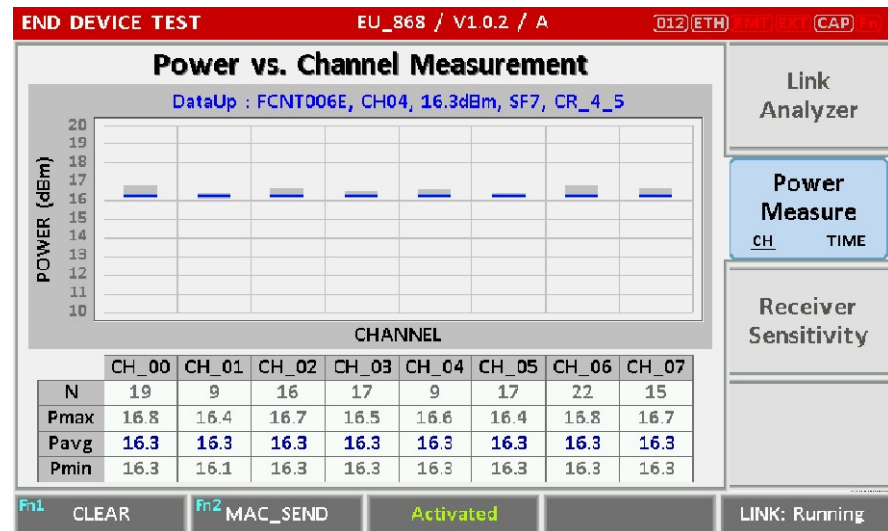 END DEVICE TEST EU_868 / V1.0.2 / A 012 ETH RMT EXT CAP Fn
Power vs. Channel Measurement
DataUp : FCNT006E, CH04, 16.3dBm, SF7, CR_4_5
POWER (dBm)
20
19
18
17
16
15
14
13
12
11
10
CHANNEL
CH_00 CH_01 CH_02 CH_03 CH_04 CH_05 CH_06 CH_07
N 19 9 16 17 9 17 22 15
Pmax 16.8 16.4 16.7 16.5 16.6 16.4 16.8 16.7
Pavg 16.3 16.3 16.3 16.3 16.3 16.3 16.3 16.3
Pmin 16.3 16.1 16.3 16.3 16.3 16.3 16.3 16.3
Link
Analyzer
Power
Measure
CH TIME
Receiver
Sensitivity
Fn1 CLEAR Fn2 MAC_SEND Activated LINK: Running